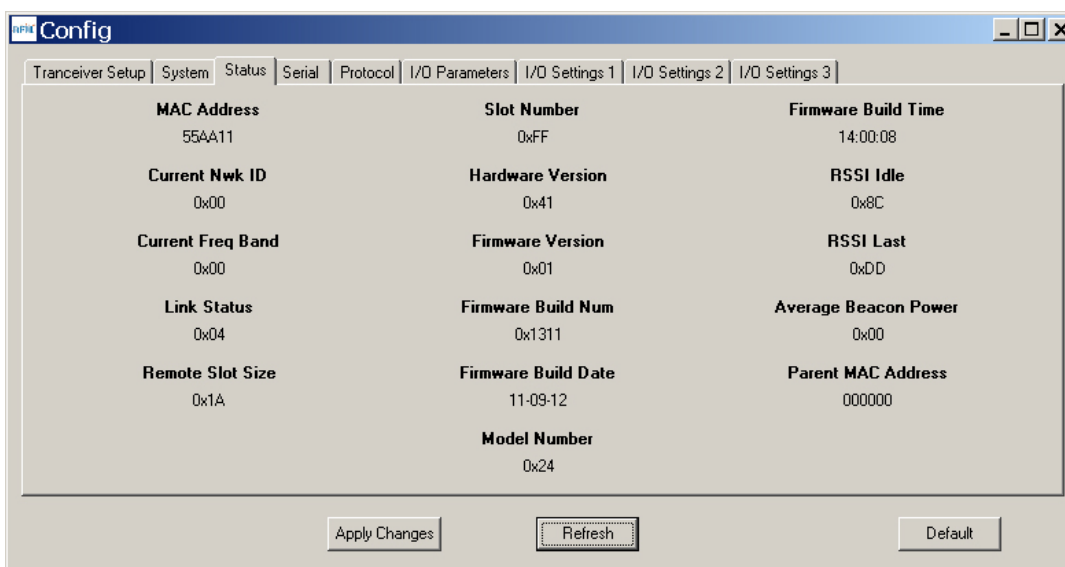 Config
Tranceiver Setup System Status Serial Protocol I/O Parameters I/O Settings 1 I/O Settings 2 I/O Settings 3
MAC Address Slot Number Firmware Build Time
55AA11 0xFF 14:00:08
Current Nwk ID Hardware Version RSSI Idle
0x00 0x41 0x8C
Current Freq Band Firmware Version RSSI Last
0x00 0x01 0xDD
Link Status Firmware Build Num Average Beacon Power
0x04 0x1311 0x00
Remote Slot Size Firmware Build Date Parent MAC Address
0x1A 11-09-12 000000
Model Number
0x24
Apply Changes Refresh Default